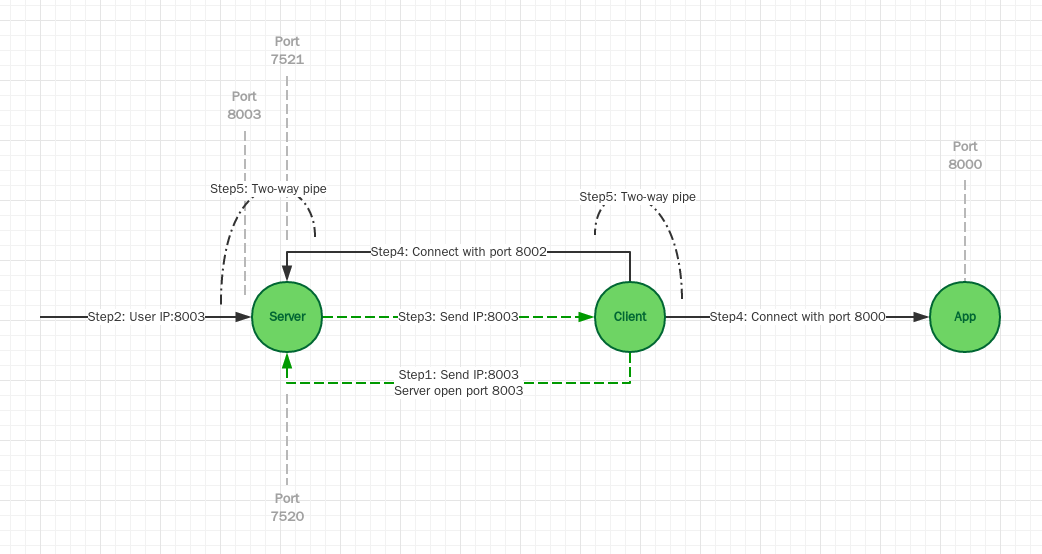 Port
7521
Port
8003
Port
8000
Step5: Two-way pipe
Step5: Two-way pipe
Step4: Connect with port 8002
Step2: User IP:8003
Server
Step3: Send IP:8003
Client
Step4: Connect with port 8000
App
Step1: Send IP:8003
Server open port 8003
Port
7520